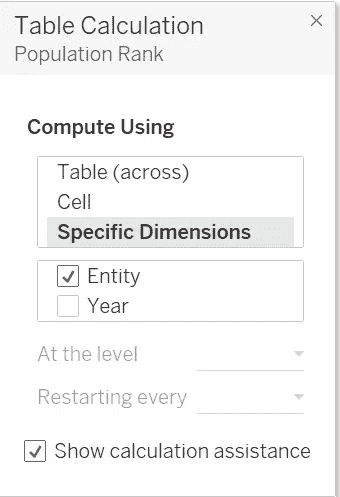 Table Calculation
Population Rank
Compute Using
Table (across)
Cell
Specific Dimensions
Entity
Year
At the level
Restarting every
Show calculation assistance